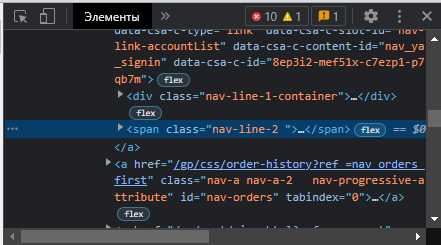 Элементы
10 1 1
data-csa-c-type="link" data-csa-c-slot-id="nav-
link-accountList" data-csa-c-content-id="nav_ya
_signin" data-csa-c-id="8ep3i2-mef51x-c7ezp1-p7
qb7m"> flex
<div class="nav-line-1-container">…</div>
flex
… <span class="nav-line-2 ">…</span> flex == $0
</a>
<a href="/gp/css/order-history?ref_=nav_orders_
first" class="nav-a nav-a-2 nav-progressive-a
ttribute" id="nav-orders" tabindex="0">…</a>
flex